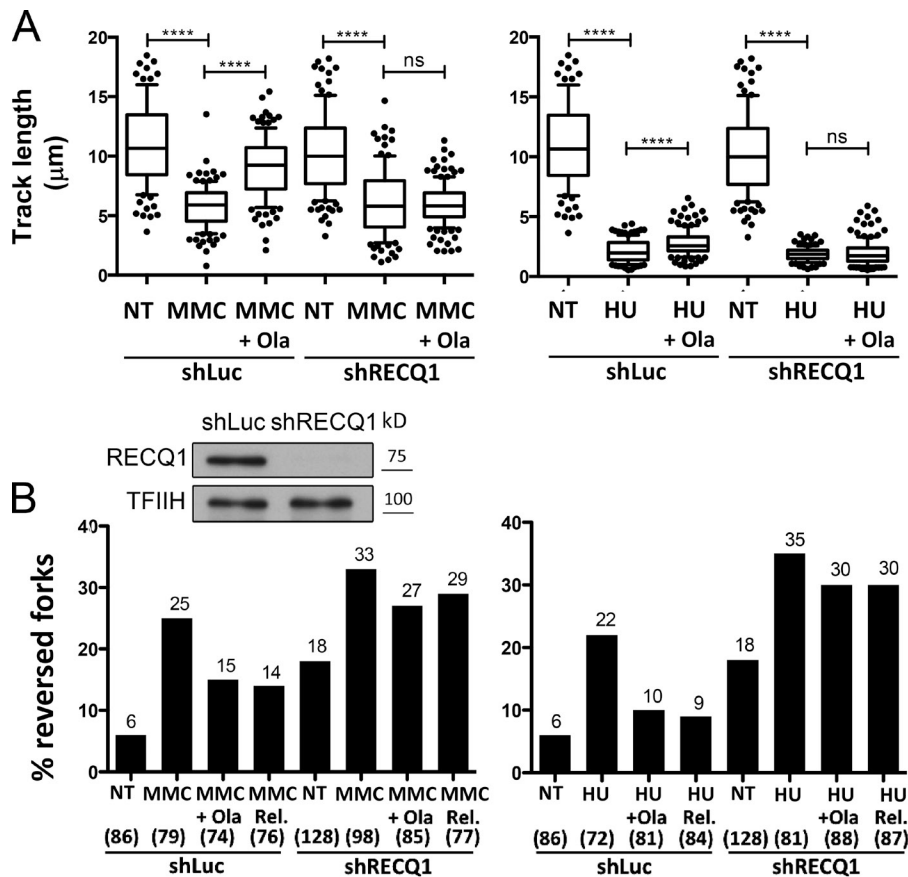 A
Track length
(μm)
20
15
10
5
0
**** **** **** ns
NT MMC MMC NT MMC MMC
+ Ola + Ola
shLuc shRECQ1
20
15
10
5
0
**** **** **** ns
NT HU HU NT HU HU
+ Ola + Ola
shLuc shRECQ1
shLuc shRECQ1 kD
RECQ1 75
TFIIH 100
B
% reversed forks
40
30
20
10
0
6 25 15 14 18 33 27 29
NT MMC MMC MMC NT MMC MMC MMC
+ Ola Rel. + Ola Rel.
(86) (79) (74) (76) (128) (98) (85) (77)
shLuc shRECQ1
40
30
20
10
0
6 22 10 9 18 35 30 30
NT HU HU HU NT HU HU HU
+Ola Rel. +Ola Rel.
(86) (72) (81) (84) (128) (81) (88) (87)
shLuc shRECQ1